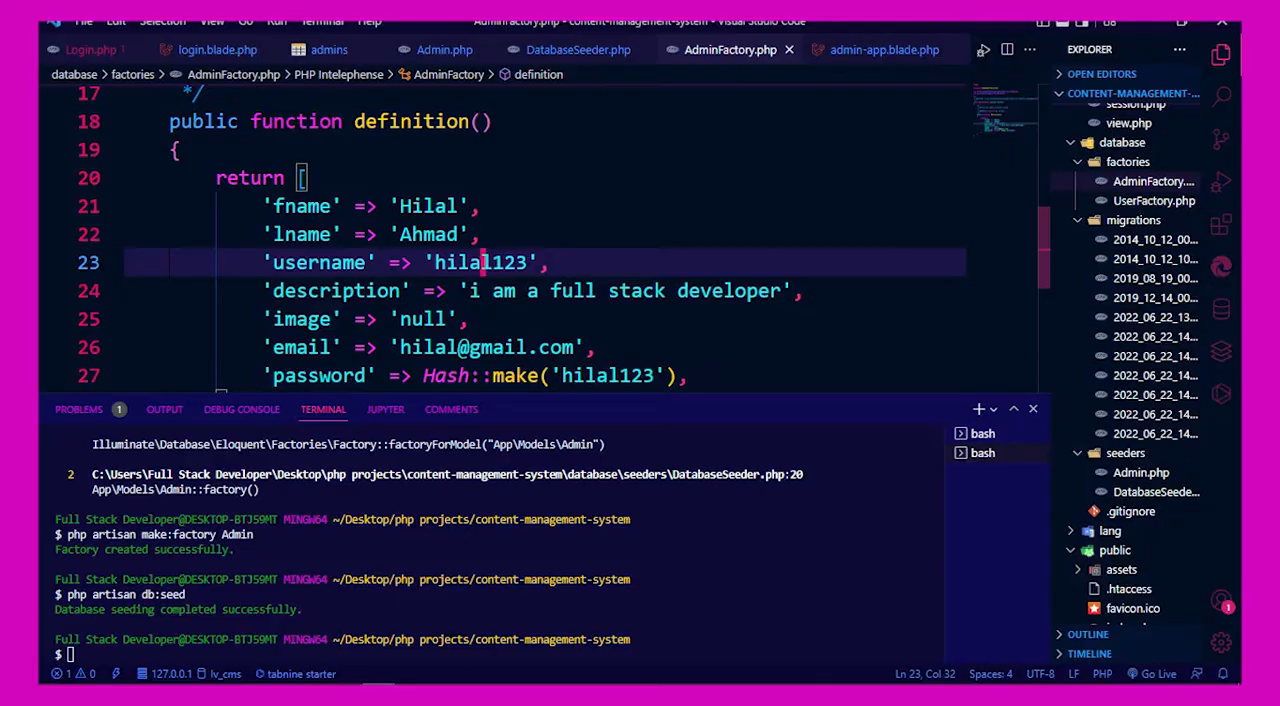 File Edit Selection View Go Run Terminal Help AdminFactory.php - content-management-system - Visual Studio Code
Login.php 1 login.blade.php admins Admin.php DatabaseSeeder.php AdminFactory.php admin-app.blade.php
database > factories > AdminFactory.php > PHP Intelephense > AdminFactory > definition
17 */
18 public function definition()
19 {
20 return [
21 'fname' => 'Hilal',
22 'lname' => 'Ahmad',
23 'username' => 'hilal123',
24 'description' => 'i am a full stack developer',
25 'image' => 'null',
26 'email' => 'hilal@gmail.com',
27 'password' => Hash::make('hilal123'),
PROBLEMS 1 OUTPUT DEBUG CONSOLE TERMINAL JUPYTER COMMENTS
Illuminate\Database\Eloquent\Factories\Factory::factoryForModel("App\Models\Admin")
2 C:\Users\Full Stack Developer\Desktop\php projects\content-management-system\database\seeders\DatabaseSeeder.php:20
App\Models\Admin::factory()
Full Stack Developer@DESKTOP-BTJ59MT MINGW64 ~/Desktop/php projects/content-management-system
$ php artisan make:factory Admin
Factory created successfully.
Full Stack Developer@DESKTOP-BTJ59MT MINGW64 ~/Desktop/php projects/content-management-system
$ php artisan db:seed
Database seeding completed successfully.
Full Stack Developer@DESKTOP-BTJ59MT MINGW64 ~/Desktop/php projects/content-management-system
$
bash
bash
EXPLORER
OPEN EDITORS
CONTENT-MANAGEMENT-...
session.php
view.php
database
factories
AdminFactory....
UserFactory.php
migrations
2014_10_12_00...
2014_10_12_10...
2019_08_19_00...
2019_12_14_00...
2022_06_22_13...
2022_06_22_14...
2022_06_22_14...
2022_06_22_14...
2022_06_22_14...
2022_06_22_14...
2022_06_22_14...
seeders
Admin.php
DatabaseSeede...
.gitignore
lang
public
assets
.htaccess
favicon.ico
OUTLINE
TIMELINE
1
1 0 127.0.0.1 lv_cms tabnine starter Ln 23, Col 32 Spaces: 4 UTF-8 LF PHP Go Live